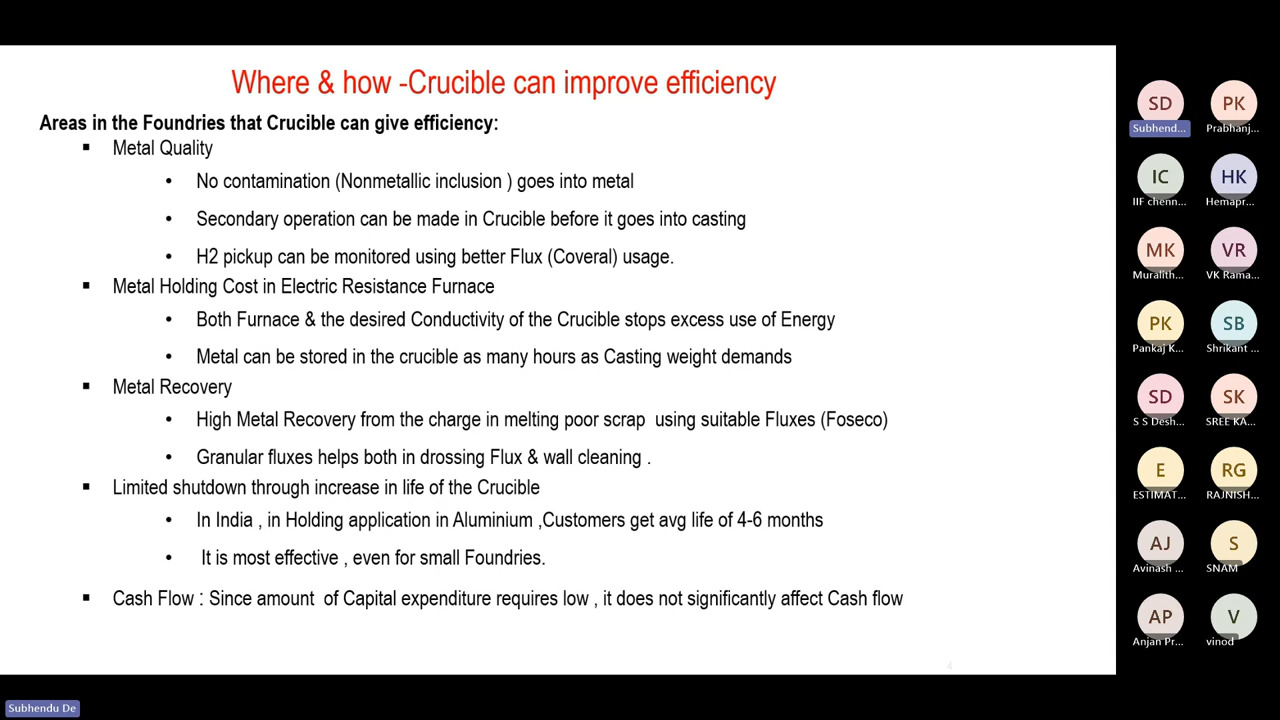 Where & how -Crucible can improve efficiency
Areas in the Foundries that Crucible can give efficiency:
▪ Metal Quality
• No contamination (Nonmetallic inclusion ) goes into metal
• Secondary operation can be made in Crucible before it goes into casting
• H2 pickup can be monitored using better Flux (Coveral) usage.
▪ Metal Holding Cost in Electric Resistance Furnace
• Both Furnace & the desired Conductivity of the Crucible stops excess use of Energy
• Metal can be stored in the crucible as many hours as Casting weight demands
▪ Metal Recovery
• High Metal Recovery from the charge in melting poor scrap using suitable Fluxes (Foseco)
• Granular fluxes helps both in drossing Flux & wall cleaning .
▪ Limited shutdown through increase in life of the Crucible
• In India , in Holding application in Aluminium ,Customers get avg life of 4-6 months
• It is most effective , even for small Foundries.
▪ Cash Flow : Since amount of Capital expenditure requires low , it does not significantly affect Cash flow
4
SD PK
Subhend... Prabhanj...
IC HK
IIF chenn... Hemapr...
MK VR
Muralith... VK Rama...
PK SB
Pankaj K... Shrikant ...
SD SK
S S Desh... SREE KA...
E RG
ESTIMAT... RAJNISH...
AJ S
Avinash ... SNAM
AP V
Anjan Pr... vinod
Subhendu De